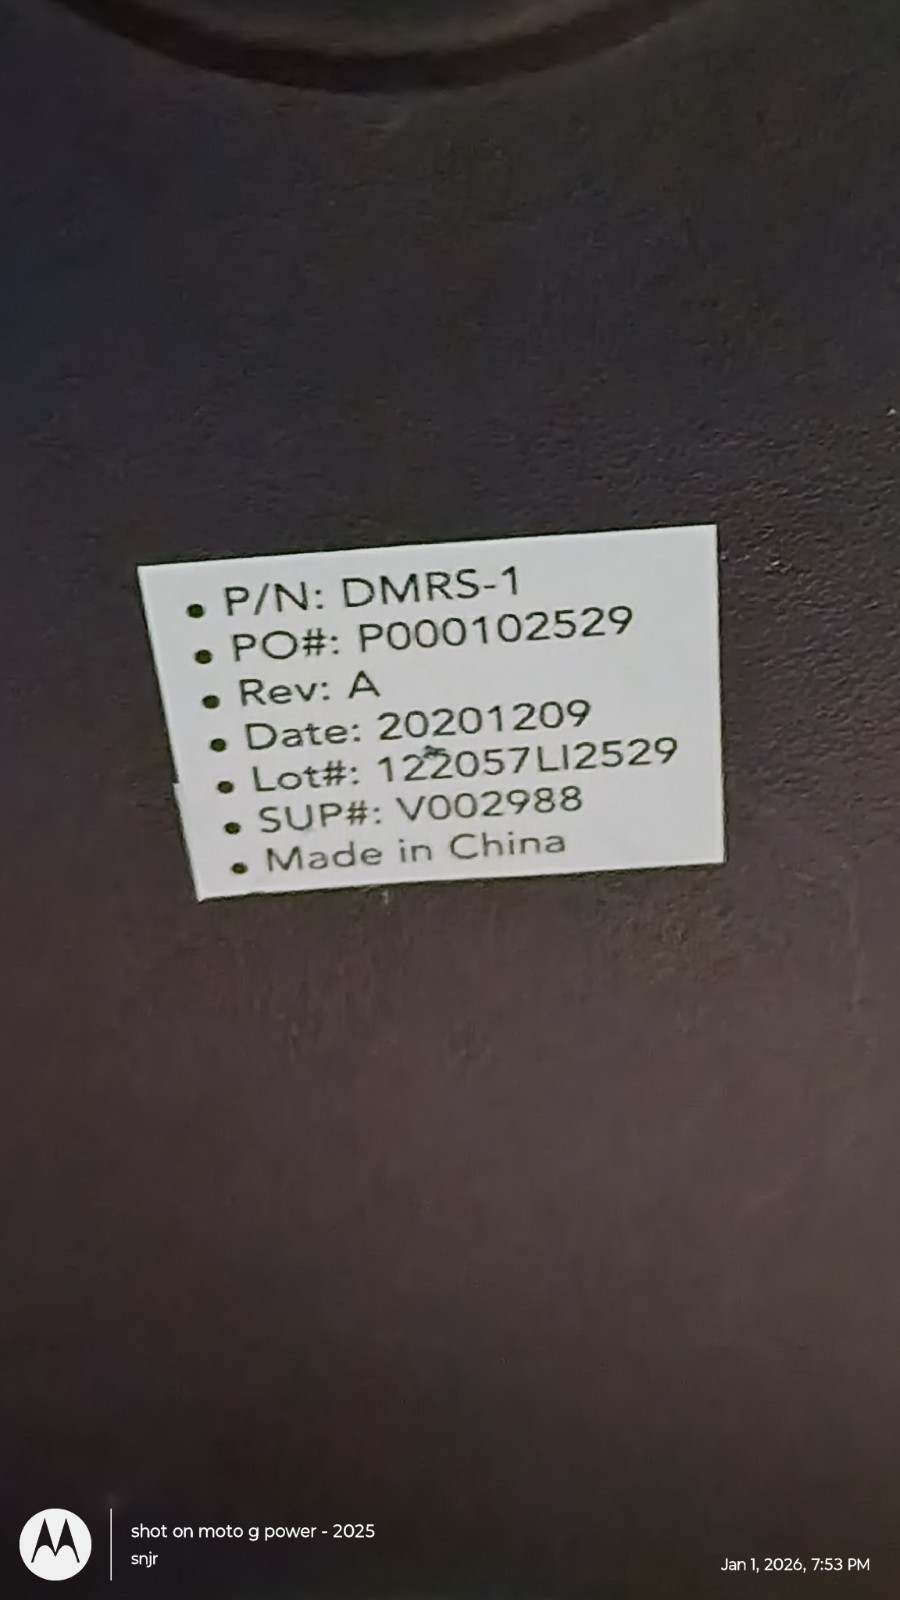 • P/N: DMRS-1
• PO#: P000102529
• Rev: A
• Date: 20201209
• Lot#: 122057LI2529
• SUP#: V002988
• Made in China
shot on moto g power - 2025
snjr
Jan 1, 2026, 7:53 PM